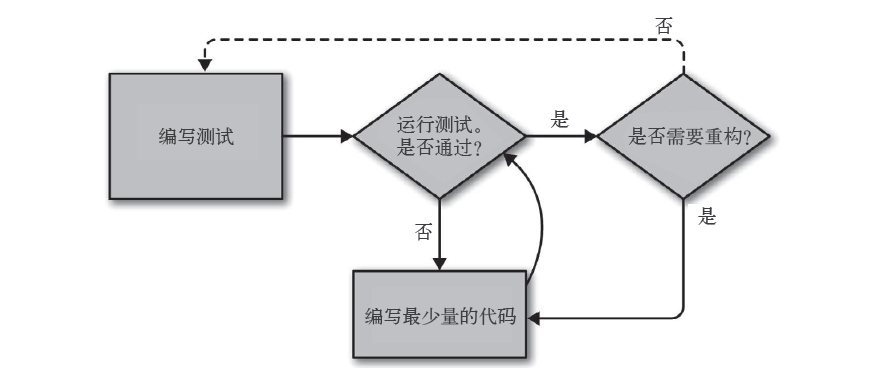 否
编写测试
运行测试。
是否通过？
是
是否需要重构？
否
是
编写最少量的代码